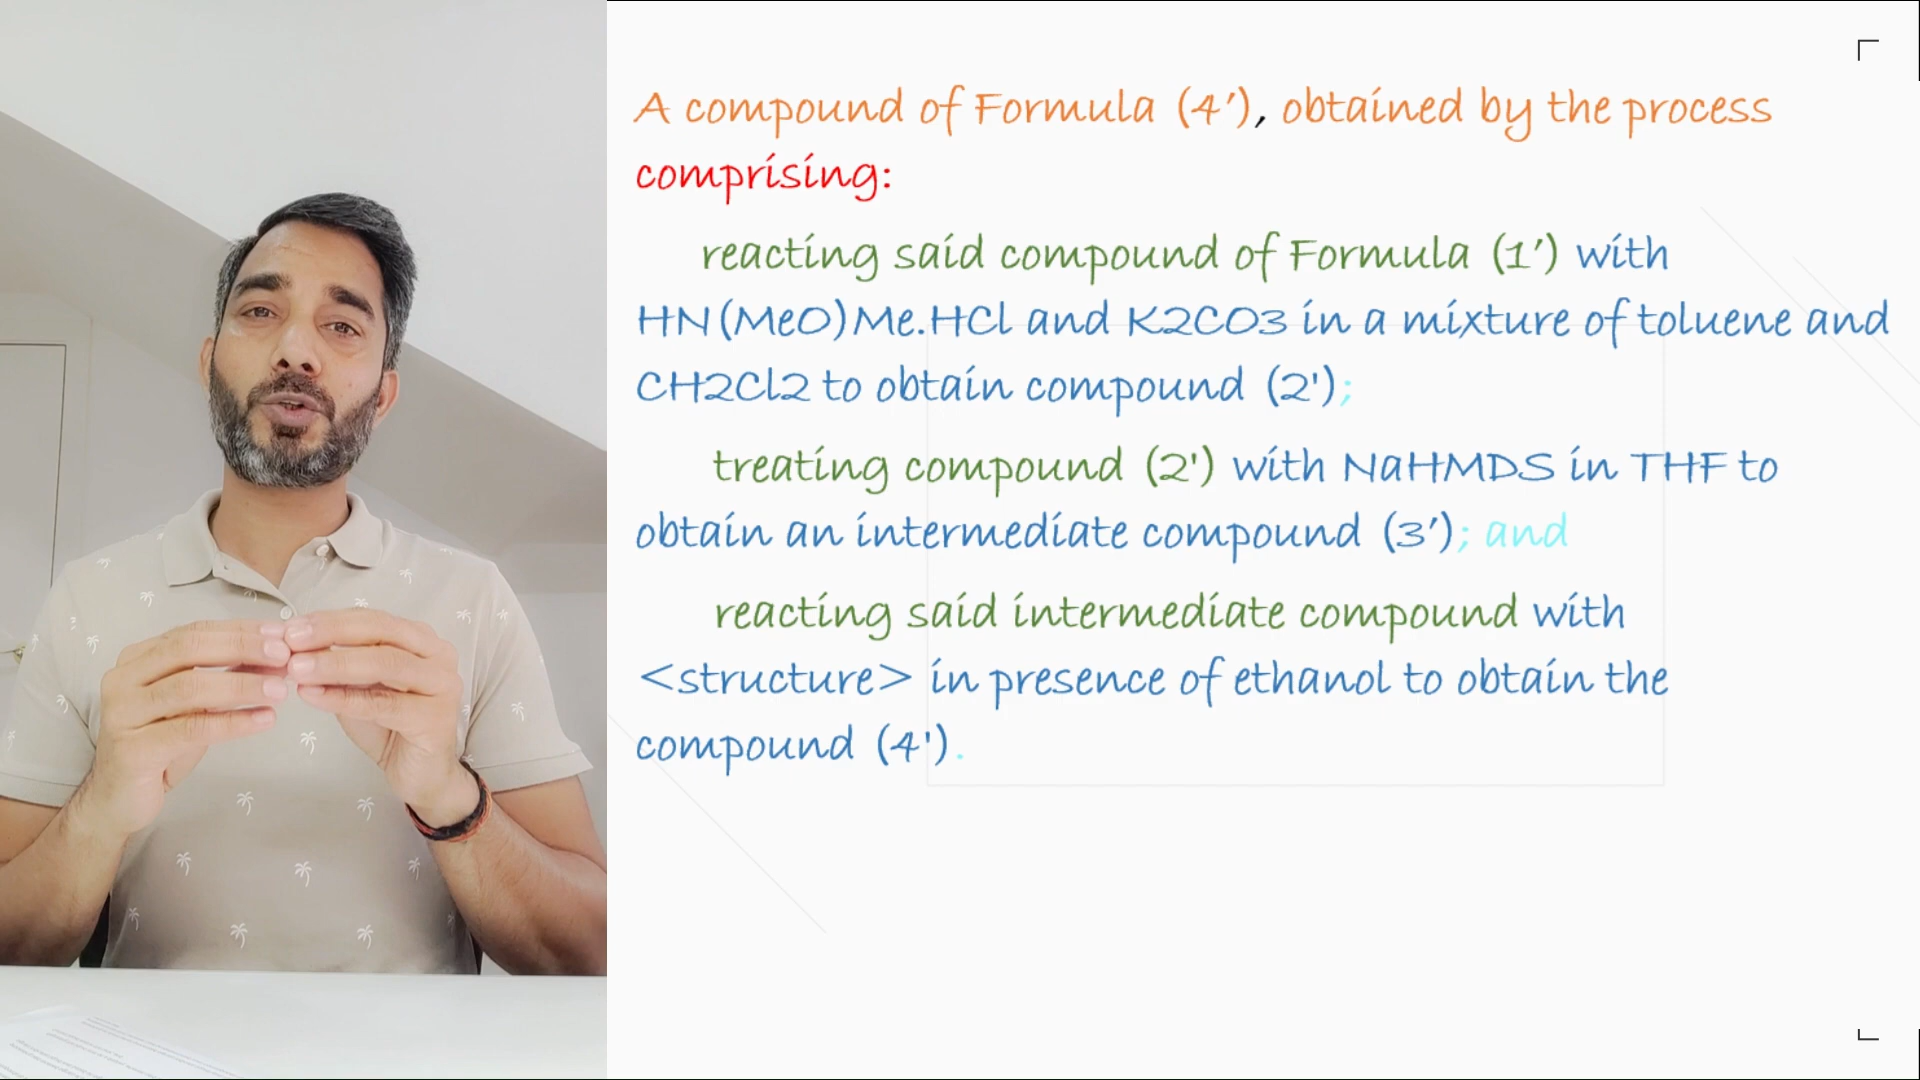 A compound of Formula (4′), obtained by the process
comprising:
reacting said compound of Formula (1′) with
HN(MeO)Me.HCl and K2CO3 in a mixture of toluene and
CH2Cl2 to obtain compound (2');
treating compound (2') with NaHMDS in THF to
obtain an intermediate compound (3′); and
reacting said intermediate compound with
<structure> in presence of ethanol to obtain the
compound (4').